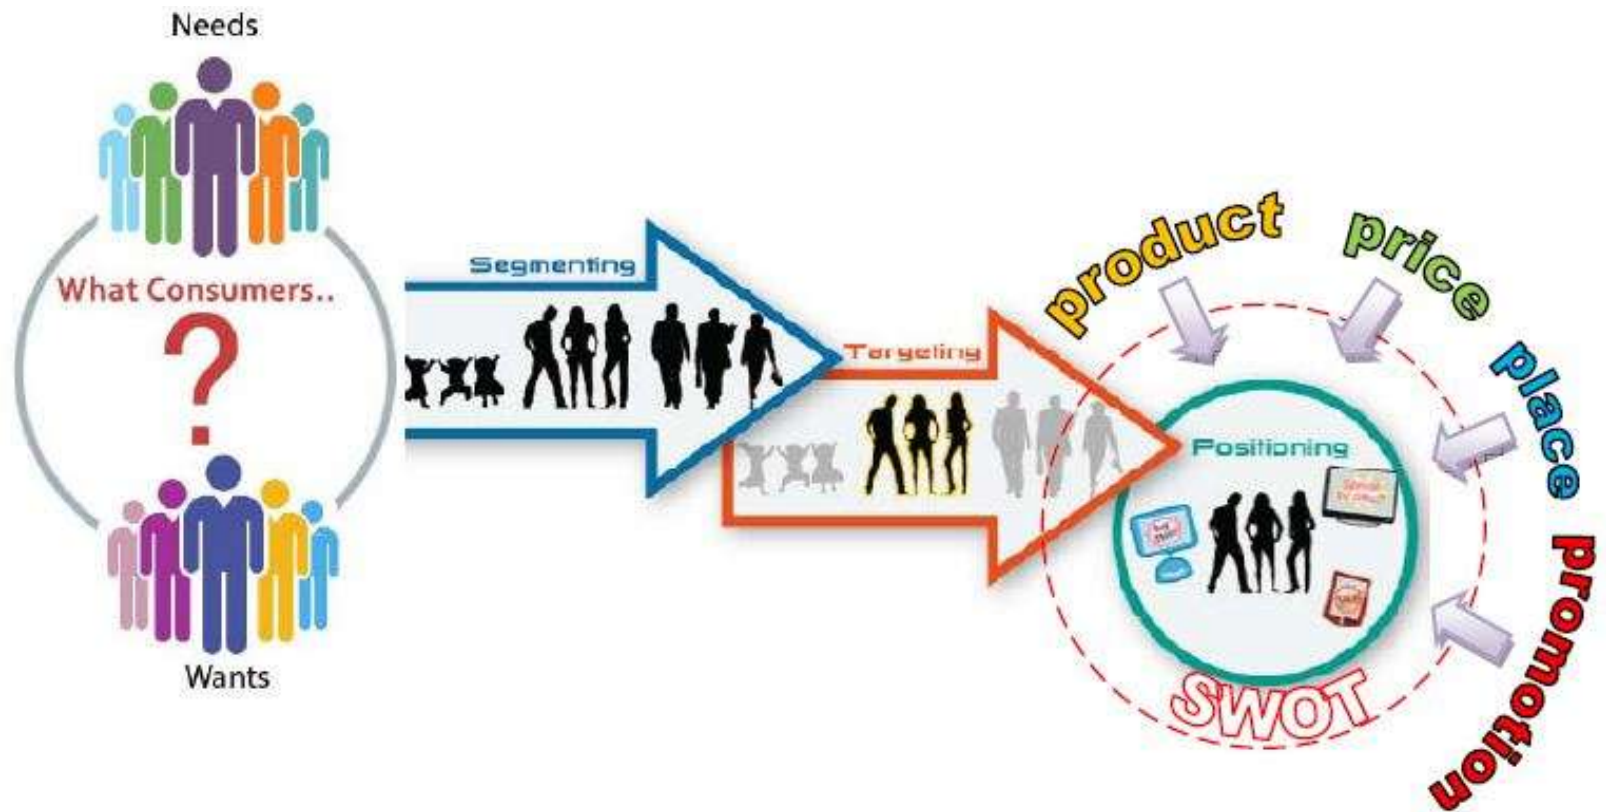 Needs
What Consumers..
?
Wants
Segmenting
Targeting
Positioning
product
price
place
promotion
SWOT